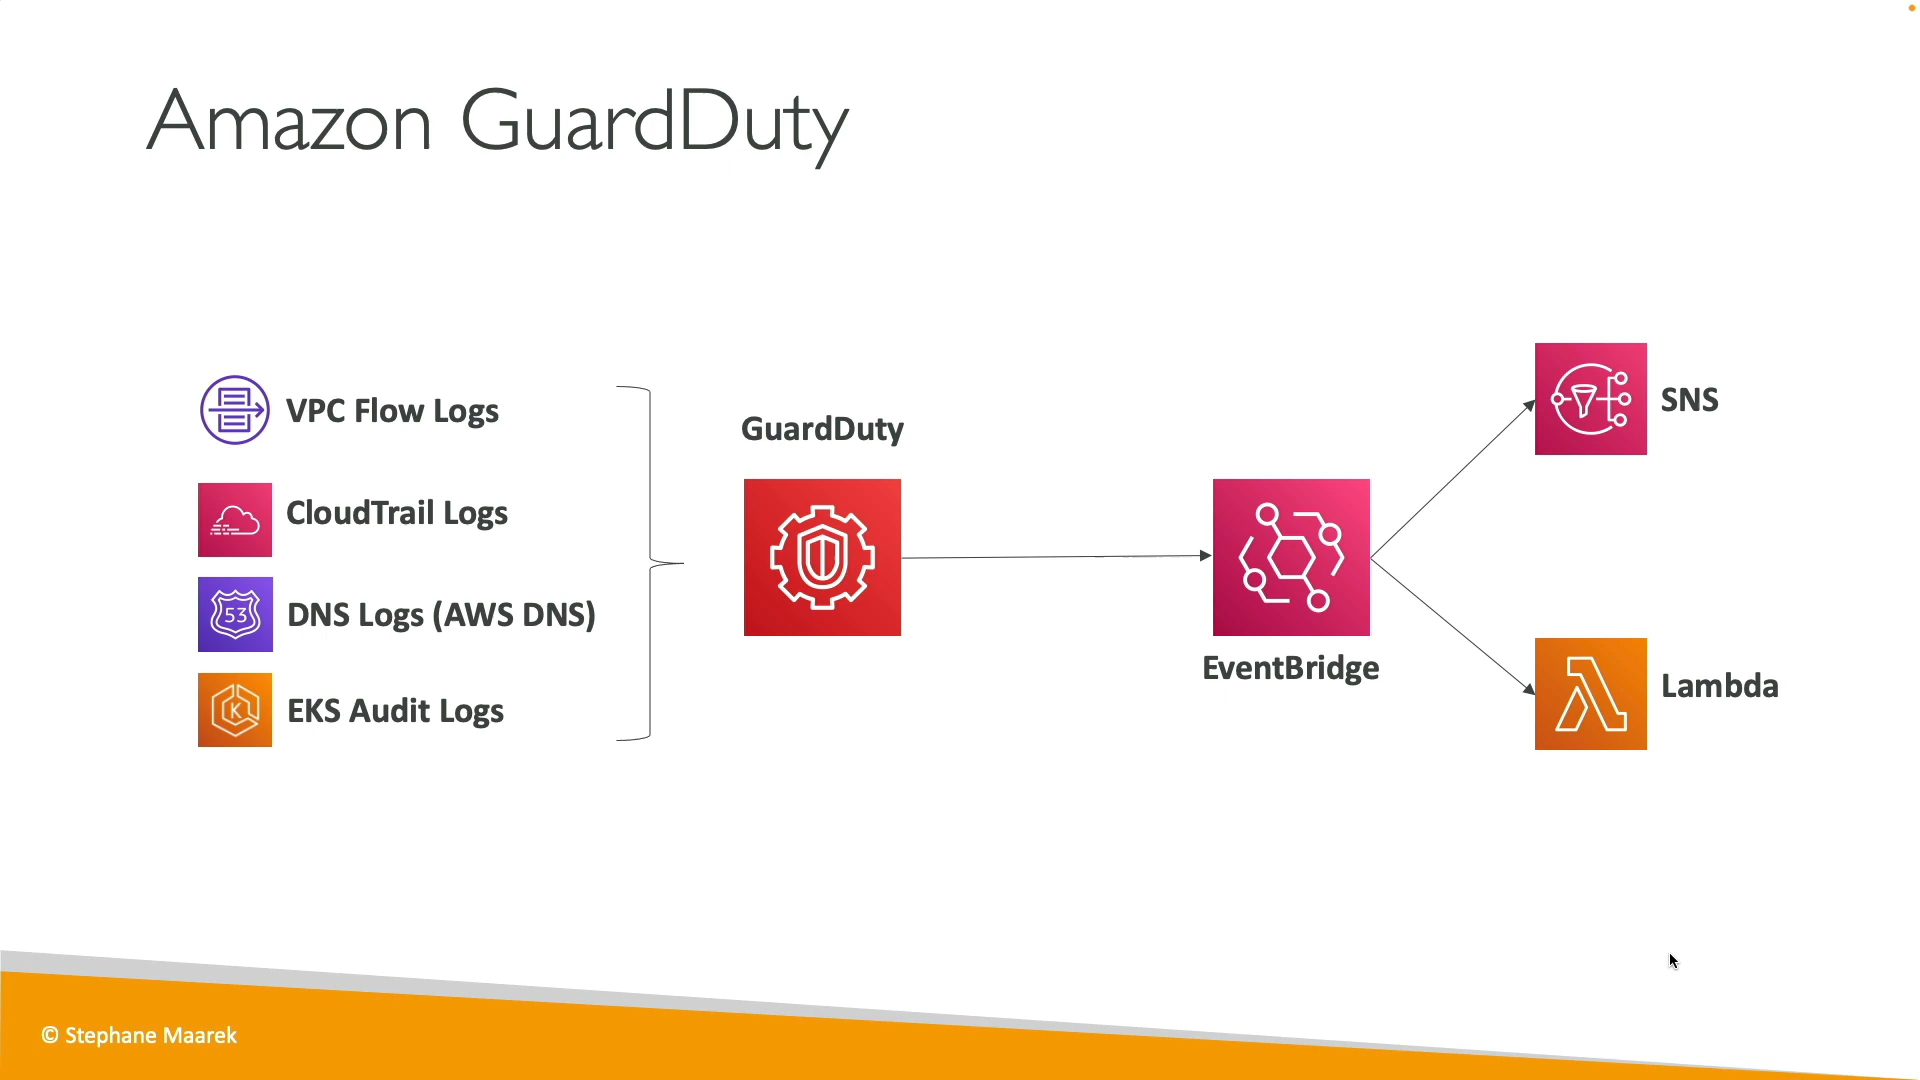 Amazon GuardDuty
VPC Flow Logs
CloudTrail Logs
53
DNS Logs (AWS DNS)
K
EKS Audit Logs
GuardDuty
EventBridge
SNS
Lambda
© Stephane Maarek